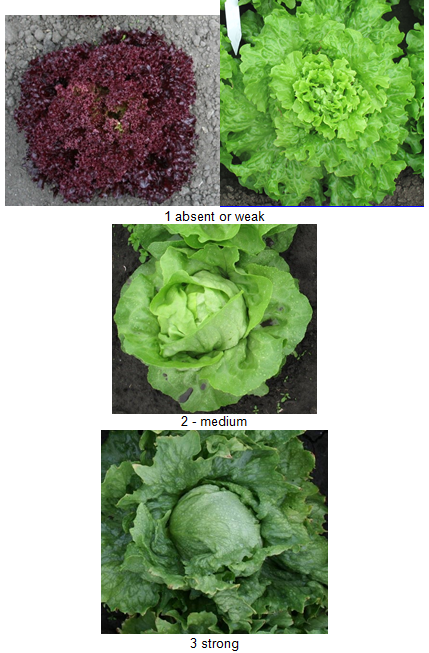 1 absent or weak
2 - medium
3 strong